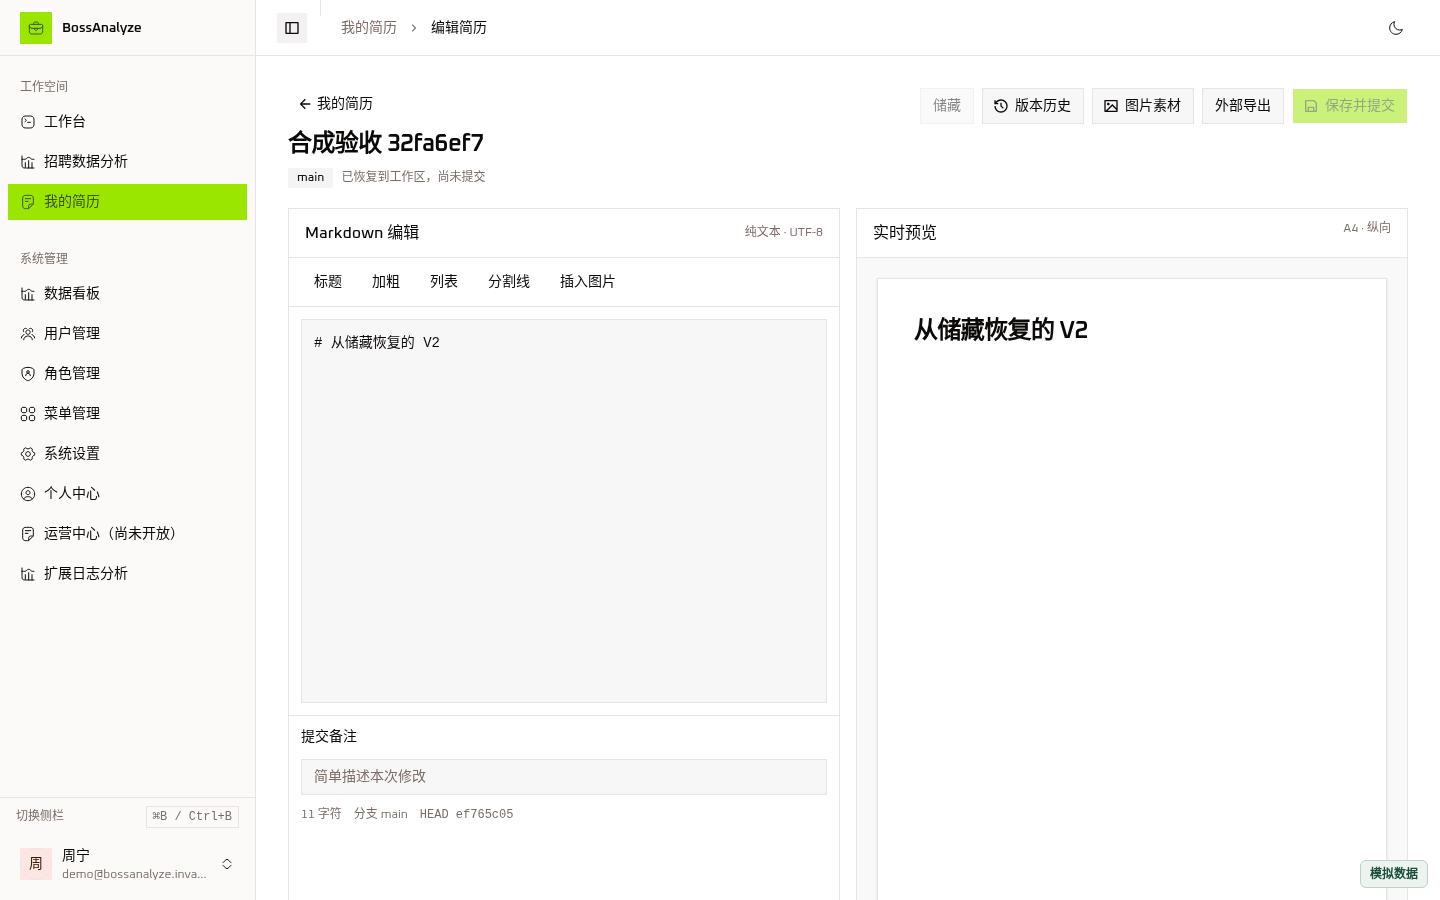 BossAnalyze
我的简历 > 编辑简历
工作空间
工作台
招聘数据分析
我的简历
系统管理
数据看板
用户管理
角色管理
菜单管理
系统设置
个人中心
运营中心（尚未开放）
扩展日志分析
切换侧栏 ⌘B / Ctrl+B
周
周宁
demo@bossanalyze.inva...
我的简历
储藏 版本历史 图片素材 外部导出 保存并提交
合成验收 32fa6ef7
main 已恢复到工作区，尚未提交
Markdown 编辑 纯文本 · UTF-8
标题 加粗 列表 分割线 插入图片
# 从储藏恢复的 V2
提交备注
简单描述本次修改
11 字符 分支 main HEAD ef765c05
实时预览 A4 · 纵向
从储藏恢复的 V2
模拟数据